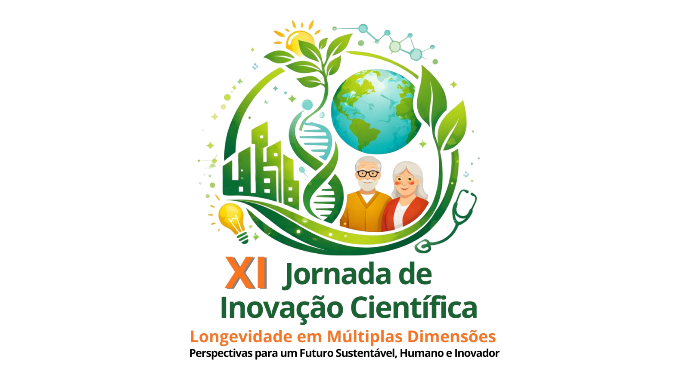 XI Jornada de
Inovação Científica
Longevidade em Múltiplas Dimensões
Perspectivas para um Futuro Sustentável, Humano e Inovador